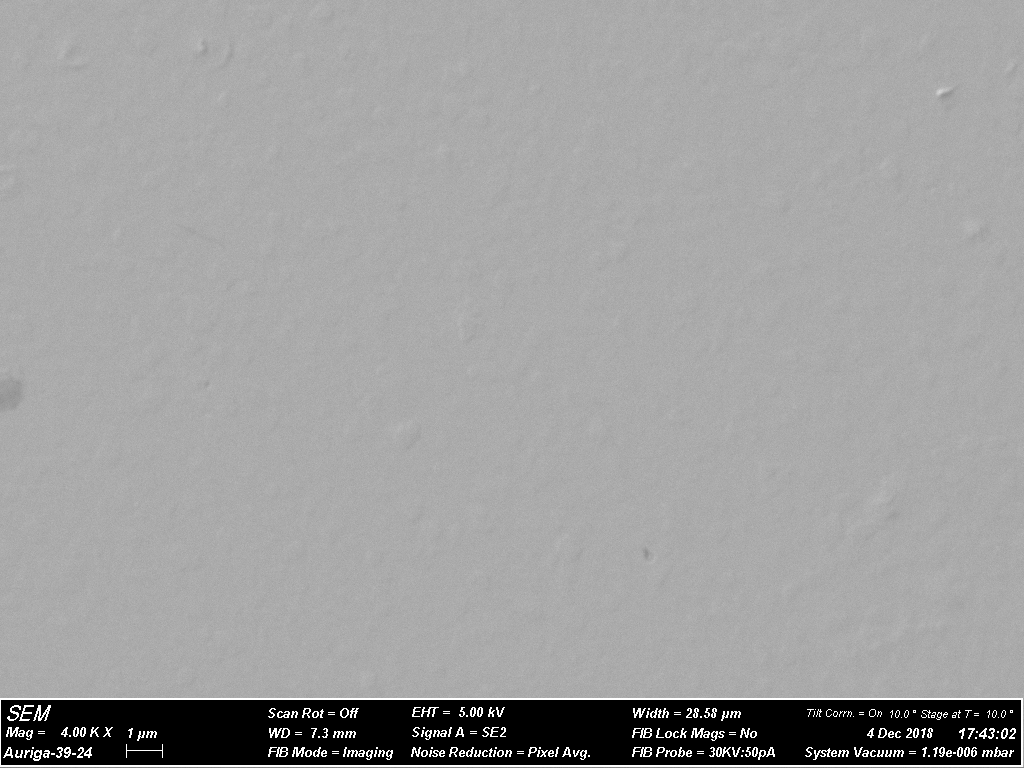 SEM
Mag = 4.00 K X 1 µm
Auriga-39-24
Scan Rot = Off
WD = 7.3 mm
FIB Mode = Imaging
EHT = 5.00 kV
Signal A = SE2
Noise Reduction = Pixel Avg.
Width = 28.58 µm
FIB Lock Mags = No
FIB Probe = 30KV:50pA
Tilt Corrn. = On 10.0 ° Stage at T = 10.0 °
4 Dec 2018 17:43:02
System Vacuum = 1.19e-006 mbar